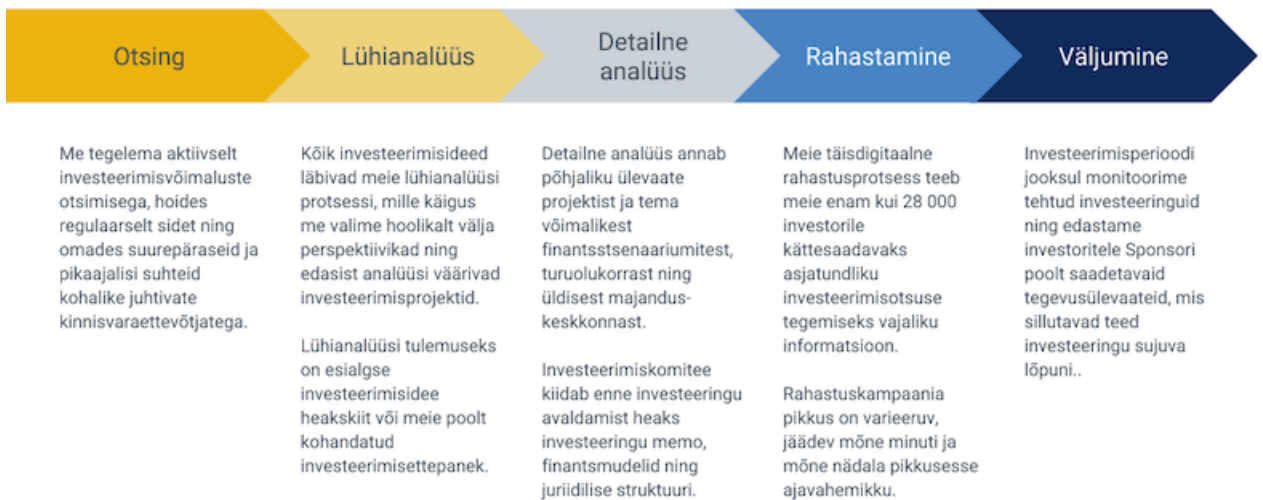 Otsing
Lühianalüüs
Detailne
analüüs
Rahastamine
Väljumine
Me tegelema aktiivselt
investeerimisvõimaluste
otsimisega, hoides
regulaarselt sidet ning
omades suurepäraseid ja
pikaajalisi suhteid
kohalike juhtivate
kinnisvaraettevõtjatega.
Kõik investeerimisideed
läbivad meie lühianalüüsi
protsessi, mille käigus
me valime hoolikalt välja
perspektiivikad ning
edasist analüüsi väärivad
investeerimisprojektid.
Lühianalüüsi tulemuseks
on esialgse
investeerimisidee
heakskiit või meie poolt
kohandatud
investeerimisettepanek.
Detailne analüüs annab
põhjaliku ülevaate
projektist ja tema
võimalikest
finantsstsenaariumitest,
turuolukorrast ning
üldisest majandus-
keskkonnast.
Investeerimiskomitee
kiidab enne investeeringu
avaldamist heaks
investeeringu memo,
finantsmudelid ning
juriidilise struktuuri.
Meie täisdigitaalne
rahastusprotsess teeb
meie enam kui 28 000
investorile
kättesaadavaks
asjatundliku
investeerimisotsuse
tegemiseks vajaliku
informatsioon.
Rahastuskampaania
pikkus on varieeruv,
jäädev mõne minuti ja
mõne nädala pikkusesse
ajavahemikku.
Investeerimisperioodi
jooksul monitoorime
tehtud investeeringuid
ning edastame
investoritele Sponsori
poolt saadetavaid
tegevusülevaateid, mis
sillutavad teed
investeeringu sujuva
lõpuni..